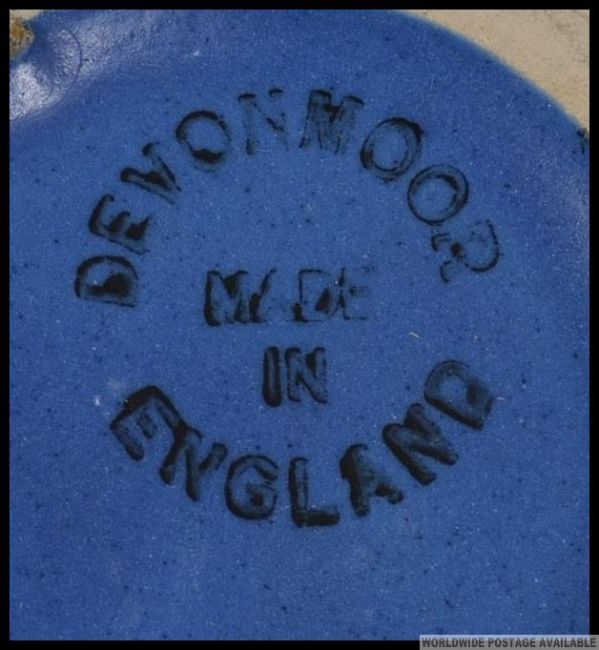 DEVONMOOR
MADE
IN
ENGLAND
WORLDWIDE POSTAGE AVAILABLE